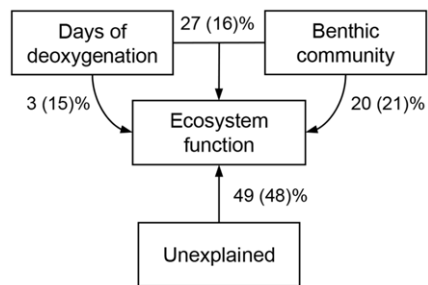 27 (16)%
Days of
deoxygenation
Benthic
community
3 (15)%
20 (21)%
Ecosystem
function
49 (48)%
Unexplained